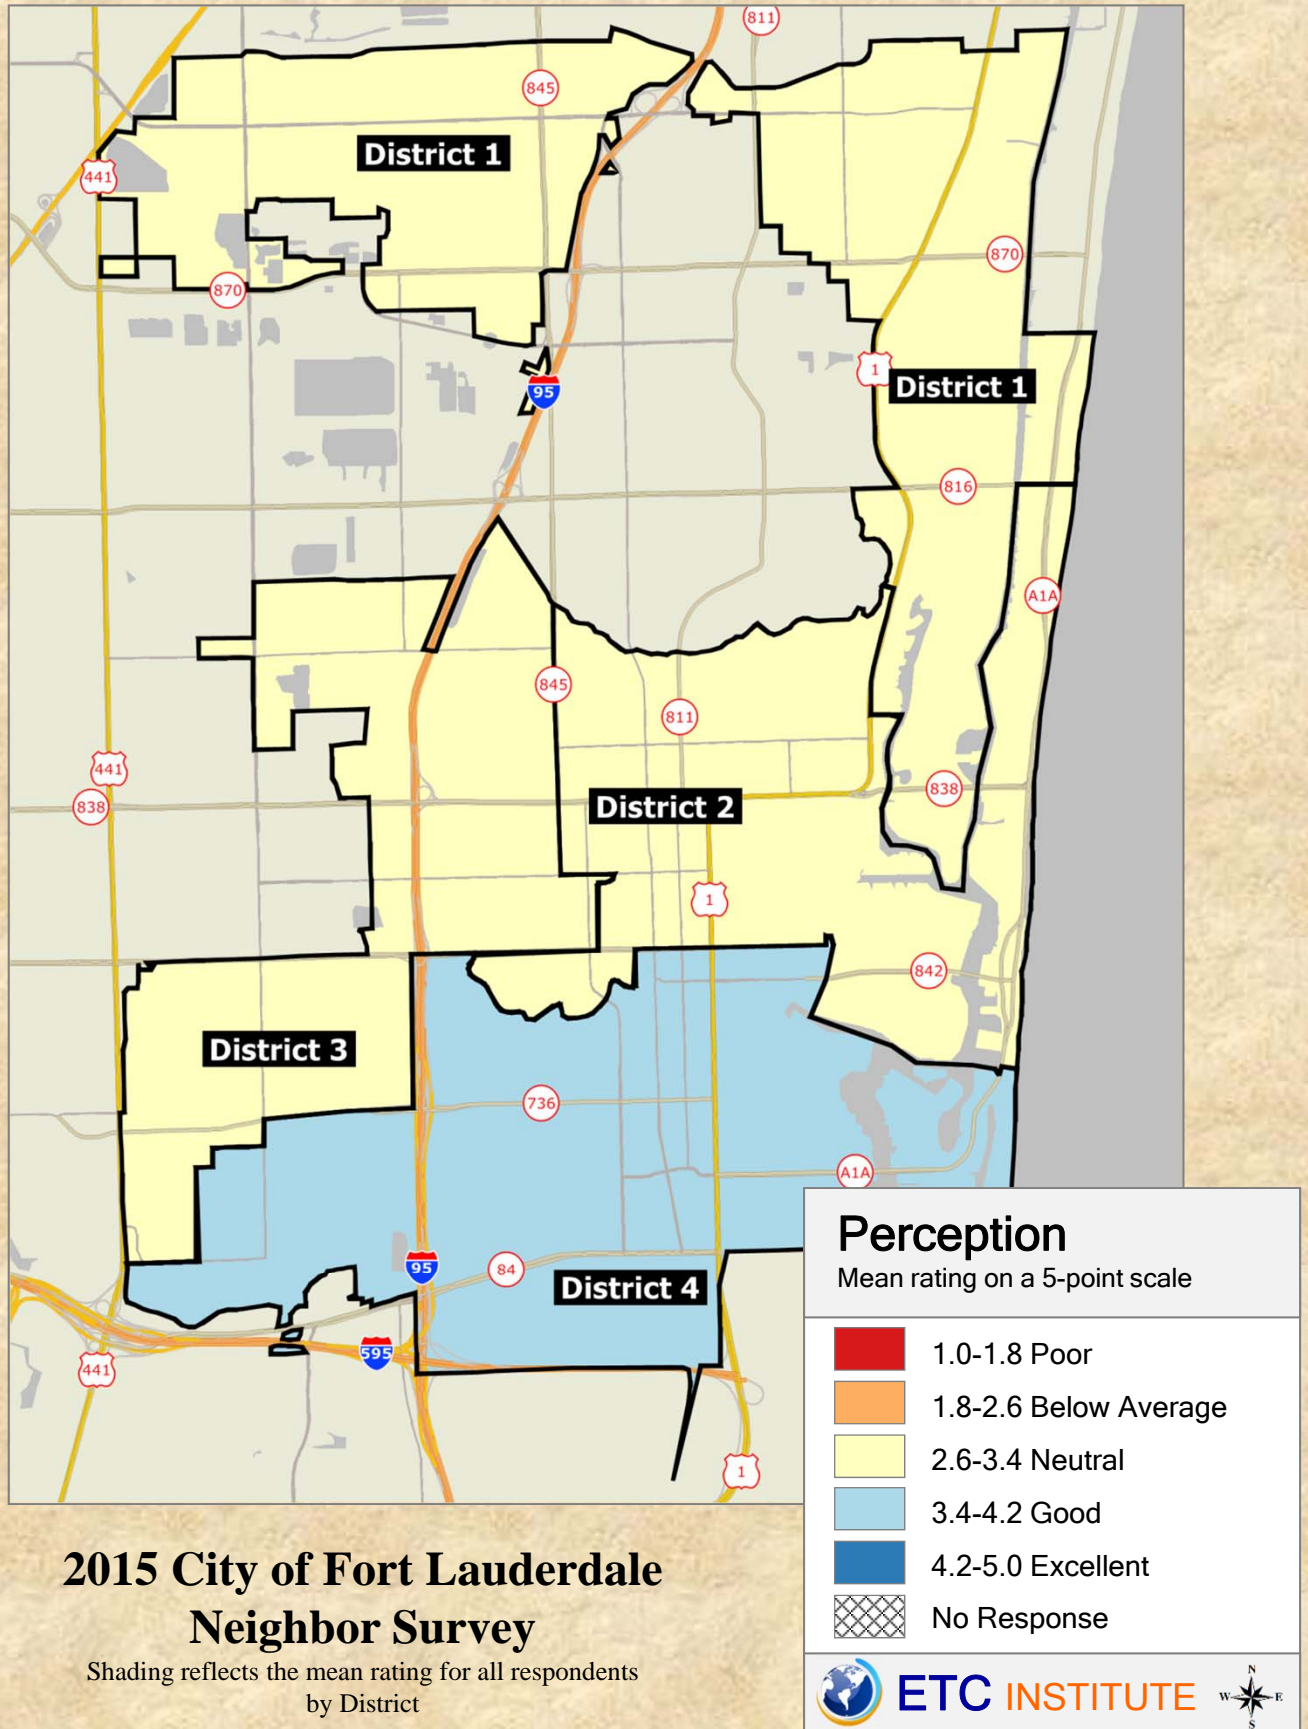 811
845
District 1
441
870
870
1
District 1
95
816
A1A
845
811
441
838
District 2
838
1
842
District 3
736
A1A
95
84
District 4
595
441
1
Perception
Mean rating on a 5-point scale
1.0-1.8 Poor
1.8-2.6 Below Average
2.6-3.4 Neutral
3.4-4.2 Good
4.2-5.0 Excellent
No Response
2015 City of Fort Lauderdale
Neighbor Survey
Shading reflects the mean rating for all respondents
by District
ETC INSTITUTE
N
W E
S